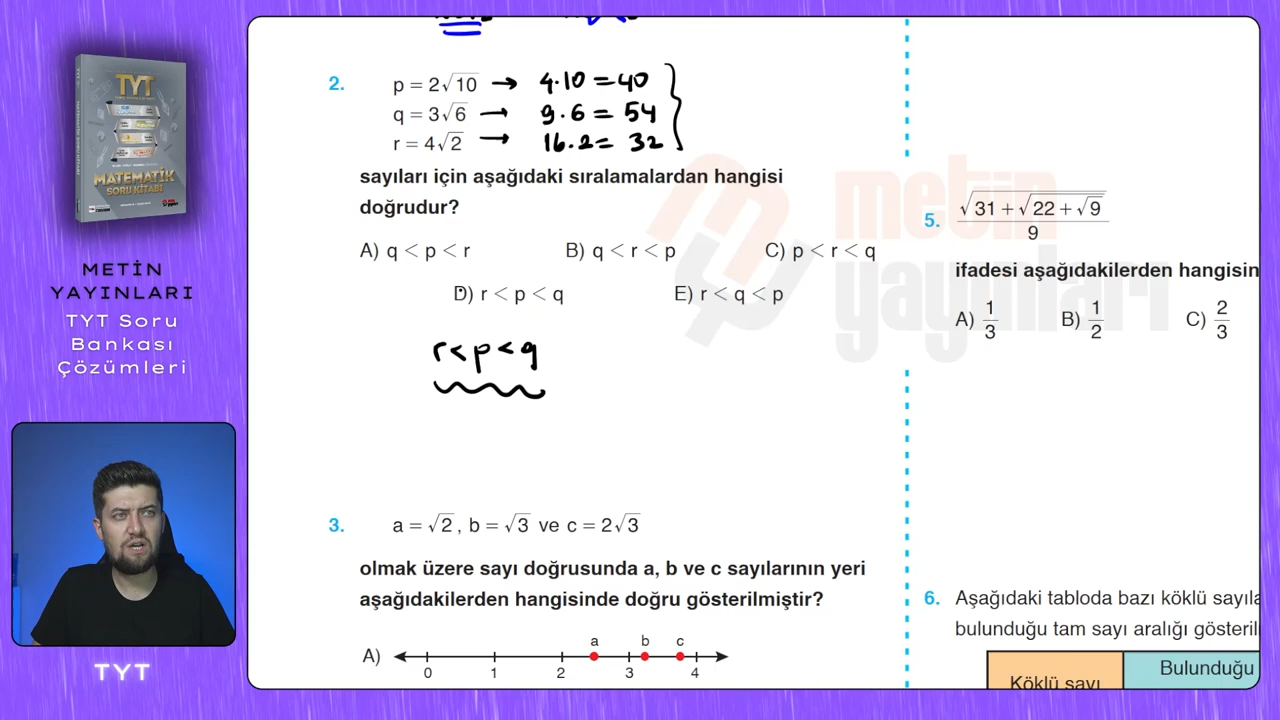 TYT
MATEMATİK
SORU KİTABI
METİN
YAYINLARI
TYT Soru
Bankası
Çözümleri
TYT
2. p = 2√10 → 4·10 = 40
q = 3√6 → 9·6 = 54
r = 4√2 → 16·2 = 32
sayıları için aşağıdaki sıralamalardan hangisi
doğrudur?
A) q < p < r B) q < r < p C) p < r < q
D) r < p < q E) r < q < p
r<p<q
3. a = √2, b = √3 ve c = 2√3
olmak üzere sayı doğrusunda a, b ve c sayılarının yeri
aşağıdakilerden hangisinde doğru gösterilmiştir?
a b c
A)
0 1 2 3 4
metin
yayınları
5. √(31 + √(22 + √9))
9
ifadesi aşağıdakilerden hangisin
A) 1/3 B) 1/2 C) 2/3
6. Aşağıdaki tabloda bazı köklü sayıla
bulunduğu tam sayı aralığı gösteril
Bulunduğu
Köklü sayı